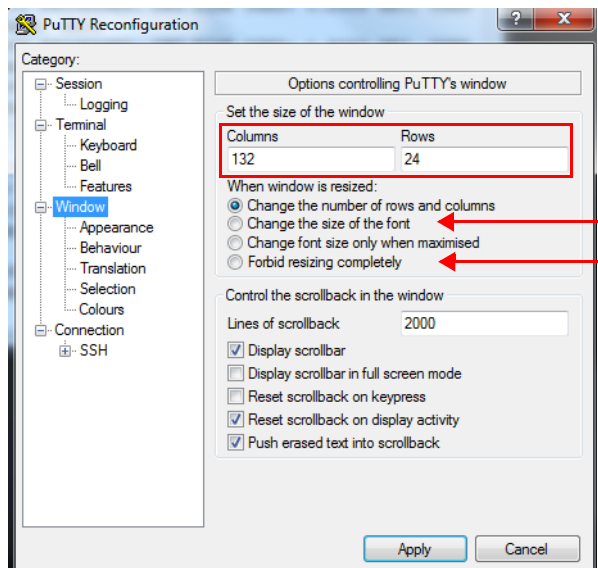 PuTTY Reconfiguration
?
X
Category:
Session
Logging
Terminal
Keyboard
Bell
Features
Window
Appearance
Behaviour
Translation
Selection
Colours
Connection
SSH
Options controlling PuTTY's window
Set the size of the window
Columns Rows
132 24
When window is resized:
Change the number of rows and columns
Change the size of the font
Change font size only when maximised
Forbid resizing completely
Control the scrollback in the window
Lines of scrollback 2000
Display scrollbar
Display scrollbar in full screen mode
Reset scrollback on keypress
Reset scrollback on display activity
Push erased text into scrollback
Apply Cancel